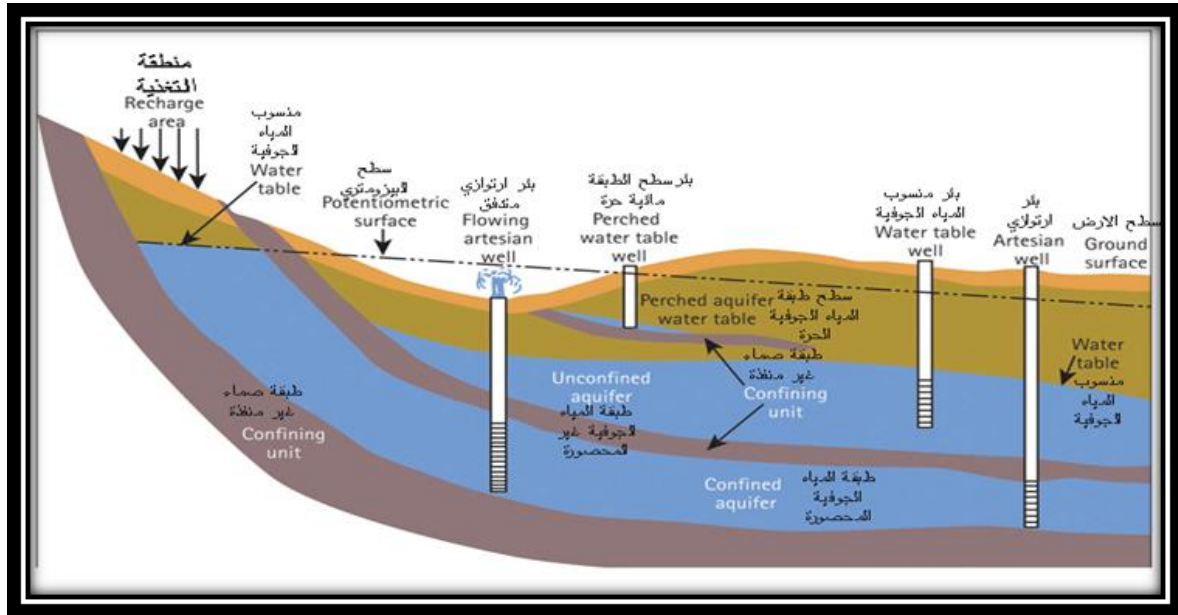 منطقة
التغذية
Recharge
area
منسوب
المياه
الجوفية
Water
table
سطح
لابيزومتري
Potentiometric
surface
بئر ارتوازي
متدفق
Flowing
artesian
well
بئر سطح الطبقة
مائية حرة
Perched
water table
well
بئر منسوب
المياه الجوفية
Water table
well
بئر
ارتوازي
Artesian
well
سطح الارض
Ground
surface
Perched aquifer
water table
سطح طبقة
المياه الجوفية
الحرة
طبقة صماء
غير منفذة
Confining
unit
Water
table
منسوب
المياه
الجوفية
Unconfined
aquifer
طبقة المياه
الجوفية غير
المحصورة
طبقة صماء
غير منفذة
Confining
unit
Confined
aquifer
طبقة المياه
الجوفية
المحصورة